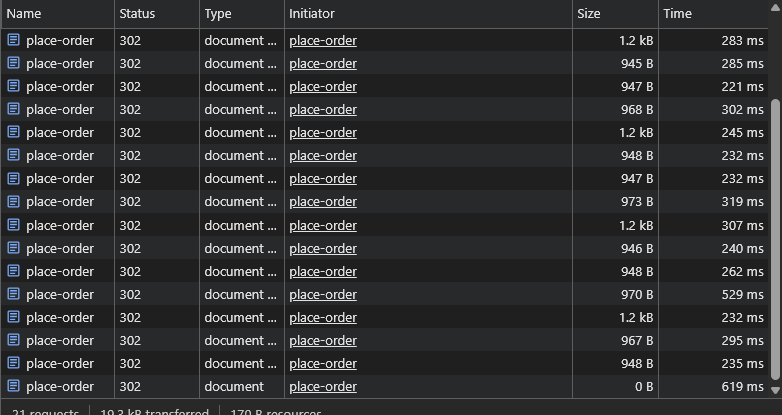 Name Status Type Initiator Size Time
place-order 302 document ... place-order 1.2 kB 283 ms
place-order 302 document ... place-order 945 B 285 ms
place-order 302 document ... place-order 947 B 221 ms
place-order 302 document ... place-order 968 B 302 ms
place-order 302 document ... place-order 1.2 kB 245 ms
place-order 302 document ... place-order 948 B 232 ms
place-order 302 document ... place-order 947 B 232 ms
place-order 302 document ... place-order 973 B 319 ms
place-order 302 document ... place-order 1.2 kB 307 ms
place-order 302 document ... place-order 946 B 240 ms
place-order 302 document ... place-order 948 B 262 ms
place-order 302 document ... place-order 970 B 529 ms
place-order 302 document ... place-order 1.2 kB 232 ms
place-order 302 document ... place-order 967 B 295 ms
place-order 302 document ... place-order 948 B 235 ms
place-order 302 document place-order 0 B 619 ms
21 requests 19.3 kB transferred 170 B resources